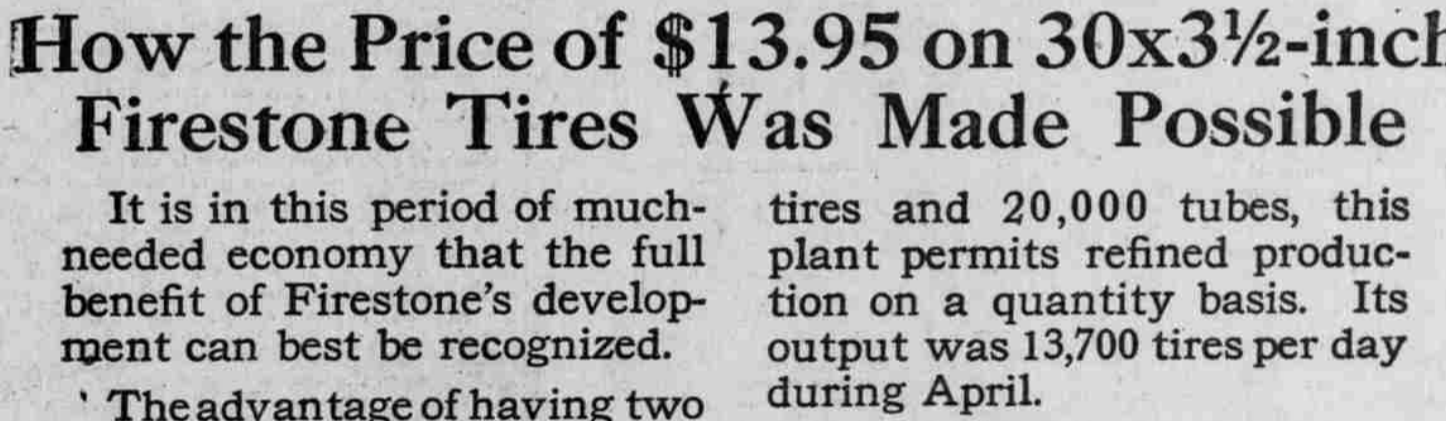 How the Price of $13.95 on 30x3½-inch
Firestone Tires Was Made Possible
It is in this period of much-
needed economy that the full
benefit of Firestone's develop-
ment can best be recognized.
The advantage of having two
tires and 20,000 tubes, this
plant permits refined produc-
tion on a quantity basis. Its
output was 13,700 tires per day
during April.